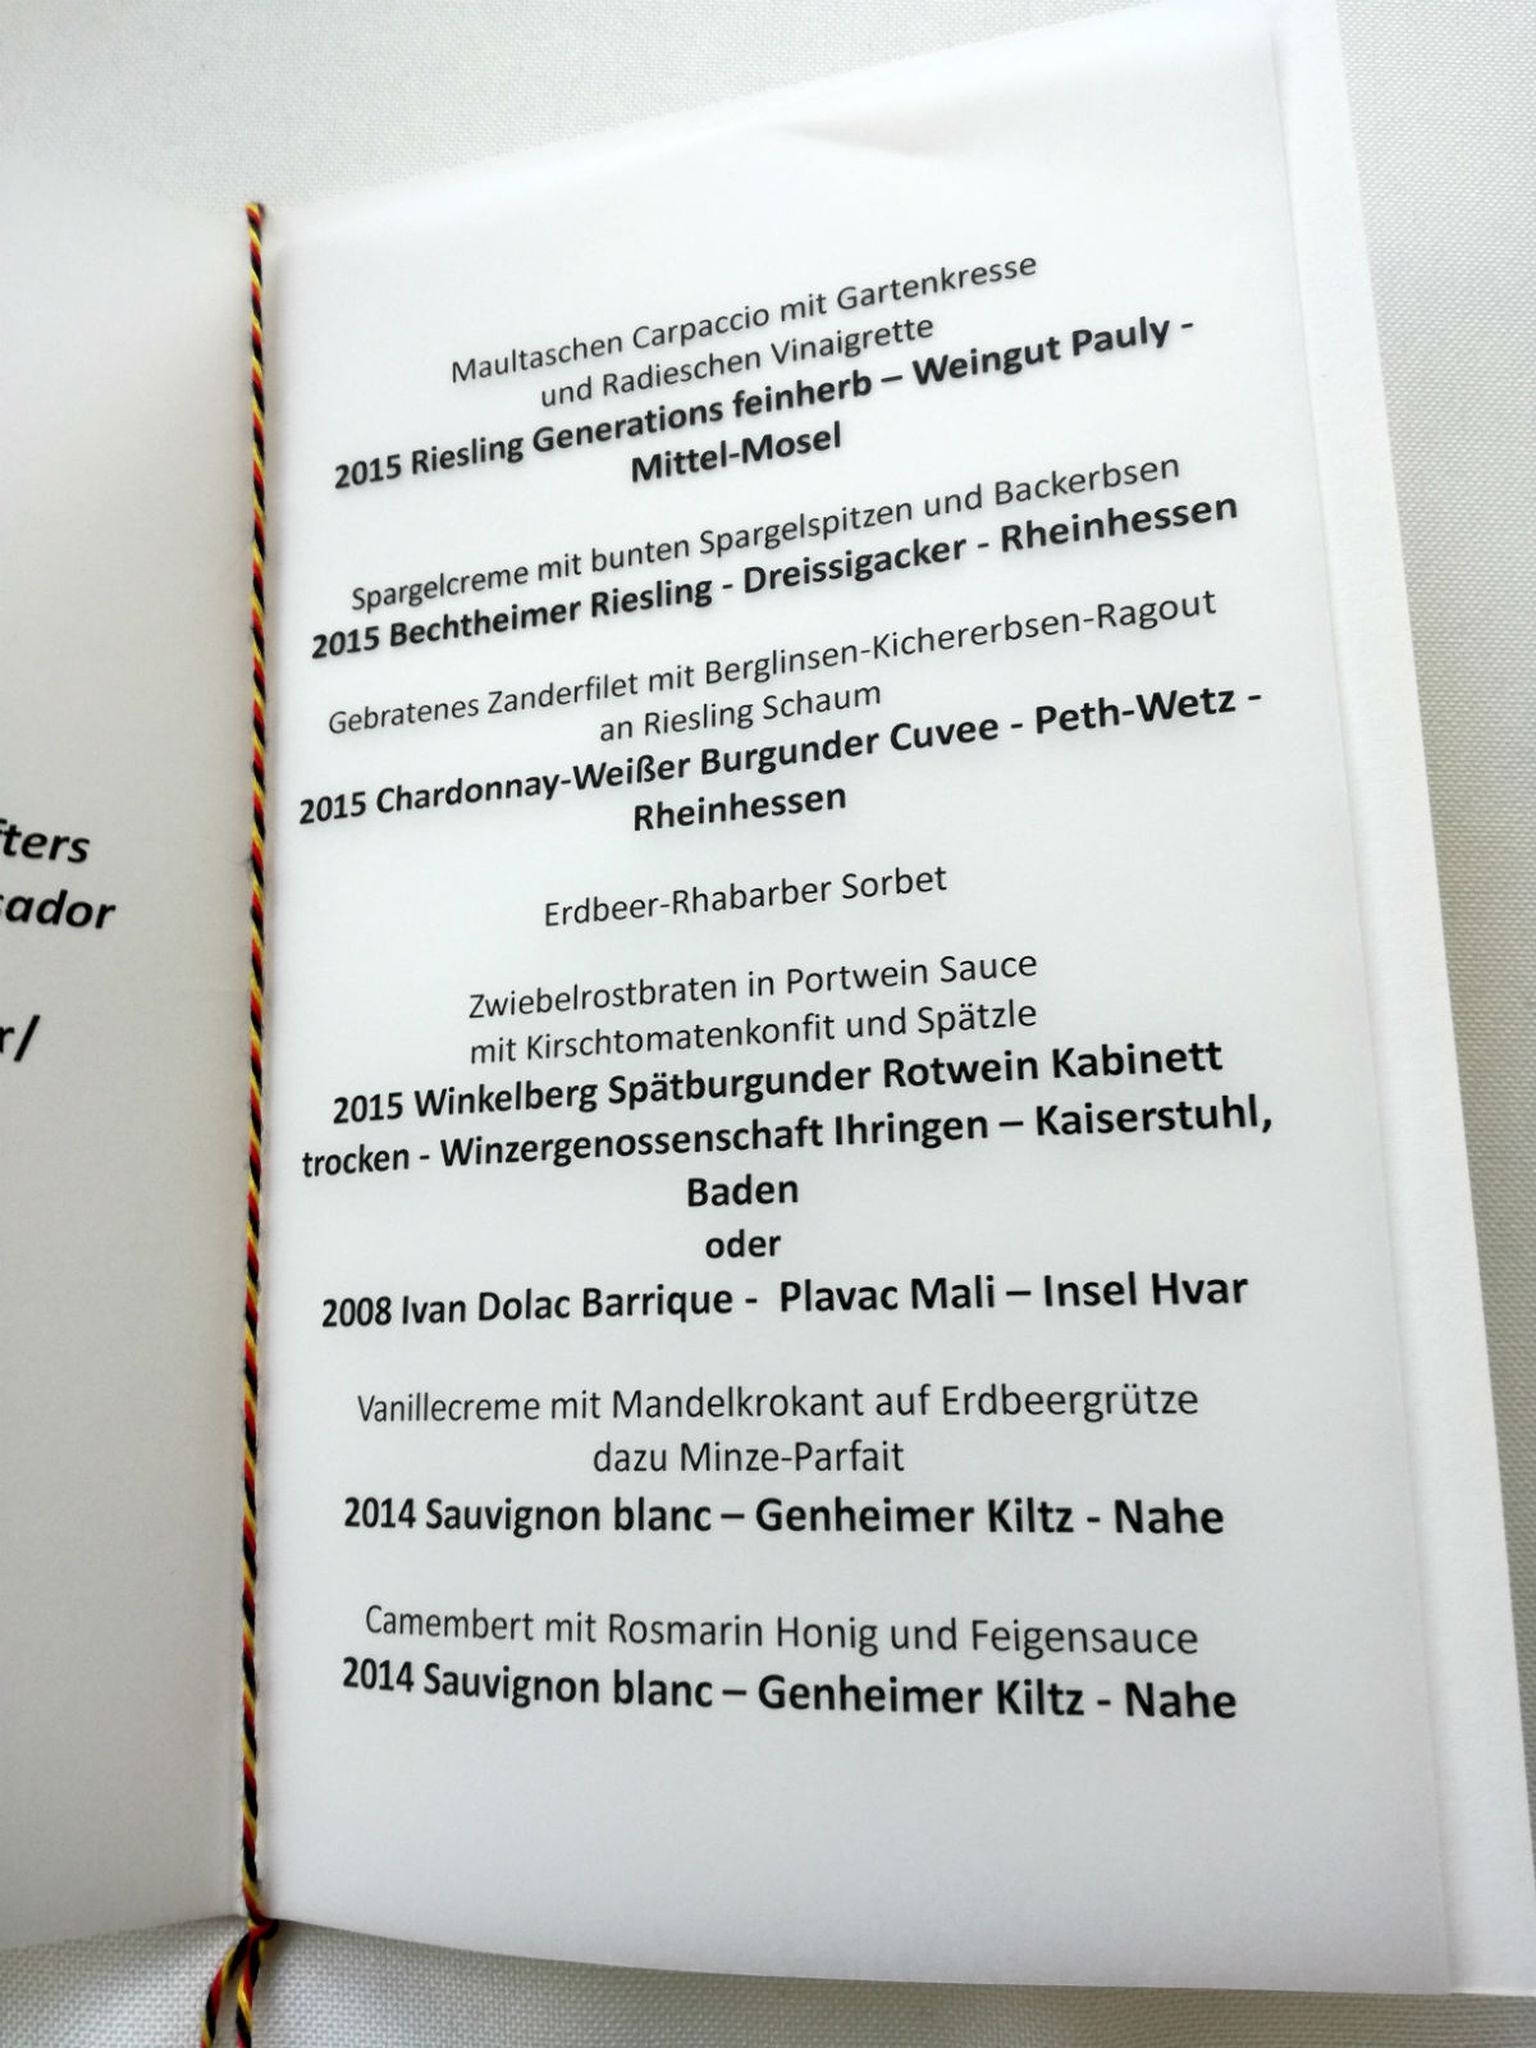 fters
sador
r/
Maultaschen Carpaccio mit Gartenkresse
und Radieschen Vinaigrette
2015 Riesling Generations feinherb – Weingut Pauly -
Mittel-Mosel
Spargelcreme mit bunten Spargelspitzen und Backerbsen
2015 Bechtheimer Riesling - Dreissigacker - Rheinhessen
Gebratenes Zanderfilet mit Berglinsen-Kichererbsen-Ragout
an Riesling Schaum
2015 Chardonnay-Weißer Burgunder Cuvee - Peth-Wetz -
Rheinhessen
Erdbeer-Rhabarber Sorbet
Zwiebelrostbraten in Portwein Sauce
mit Kirschtomatenkonfit und Spätzle
2015 Winkelberg Spätburgunder Rotwein Kabinett
trocken - Winzergenossenschaft Ihringen – Kaiserstuhl,
Baden
oder
2008 Ivan Dolac Barrique - Plavac Mali – Insel Hvar
Vanillecreme mit Mandelkrokant auf Erdbeergrütze
dazu Minze-Parfait
2014 Sauvignon blanc – Genheimer Kiltz - Nahe
Camembert mit Rosmarin Honig und Feigensauce
2014 Sauvignon blanc – Genheimer Kiltz - Nahe